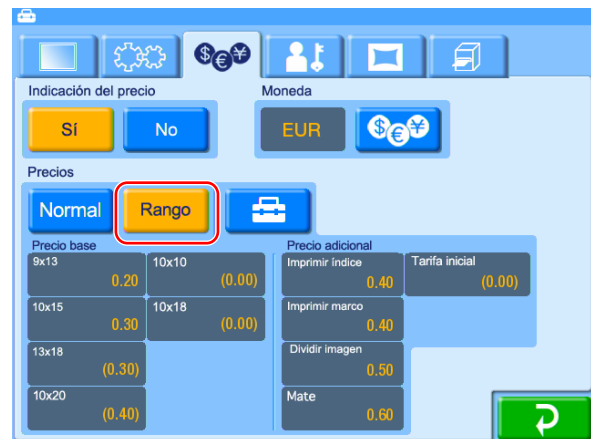 Indicación del precio
Moneda
Sí
No
EUR
Precios
Normal
Rango
Precio base
Precio adicional
9x13
0.20
10x10
(0.00)
Imprimir índice
0.40
Tarifa inicial
(0.00)
10x15
0.30
10x18
(0.00)
Imprimir marco
0.40
13x18
(0.30)
Dividir imagen
0.50
10x20
(0.40)
Mate
0.60